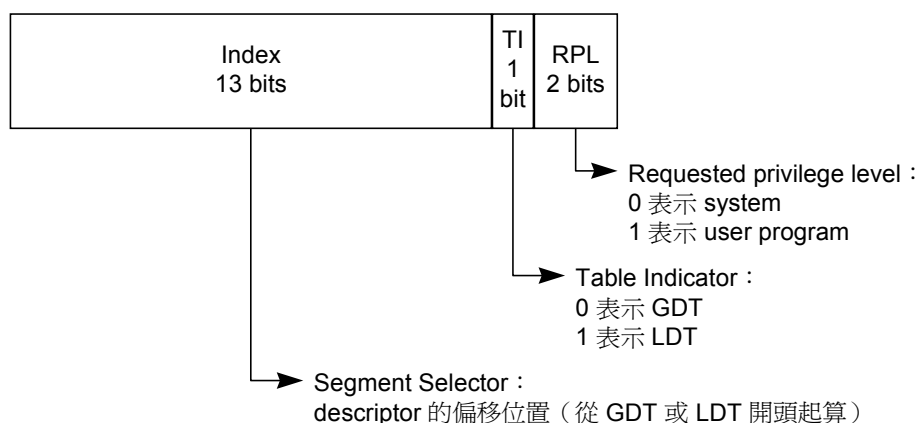 Index
13 bits
TI
1
bit
RPL
2 bits
Requested privilege level：
0 表示 system
1 表示 user program
Table Indicator：
0 表示 GDT
1 表示 LDT
Segment Selector：
descriptor 的偏移位置（從 GDT 或 LDT 開頭起算）